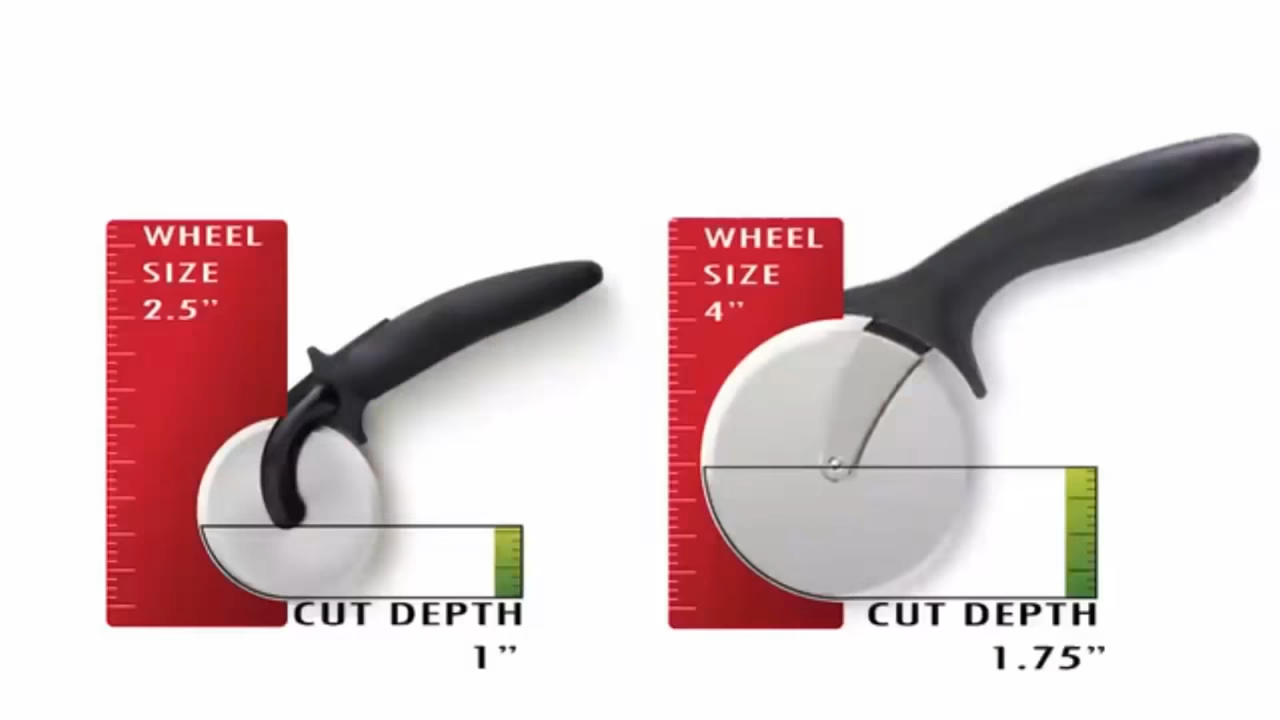 WHEEL
SIZE
2.5”
CUT DEPTH
1”
WHEEL
SIZE
4”
CUT DEPTH
1.75”